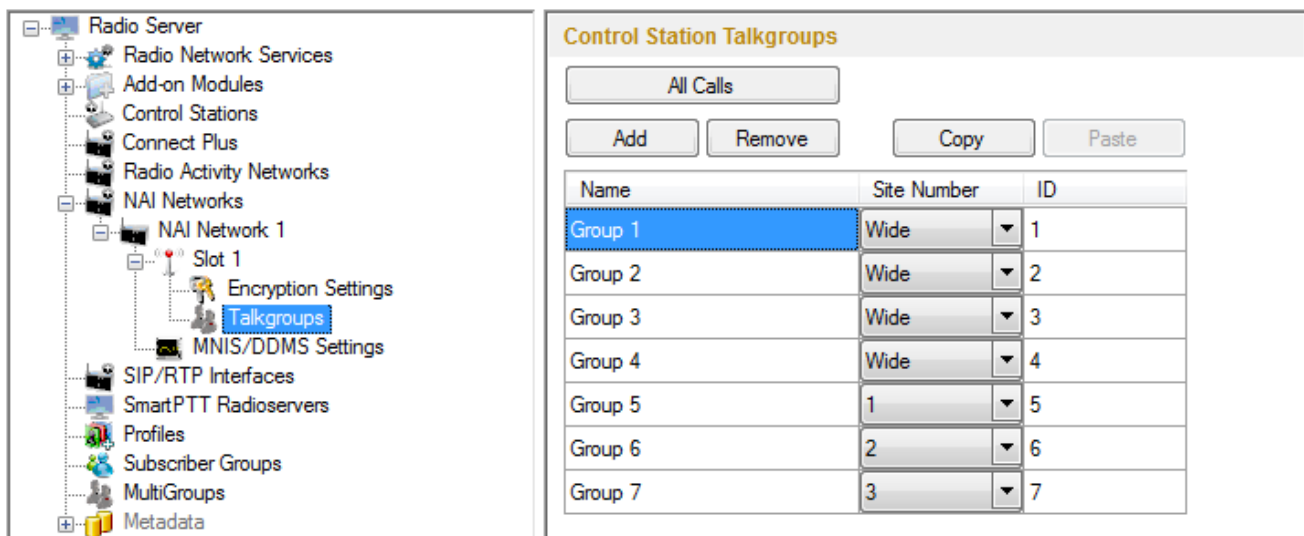 Radio Server
Radio Network Services
Add-on Modules
Control Stations
Connect Plus
Radio Activity Networks
NAI Networks
NAI Network 1
Slot 1
Encryption Settings
Talkgroups
MNIS/DDMS Settings
SIP/RTP Interfaces
SmartPTT Radioservers
Profiles
Subscriber Groups
MultiGroups
Metadata
Control Station Talkgroups
All Calls
Add Remove Copy Paste
Name Site Number ID
Group 1 Wide 1
Group 2 Wide 2
Group 3 Wide 3
Group 4 Wide 4
Group 5 1 5
Group 6 2 6
Group 7 3 7